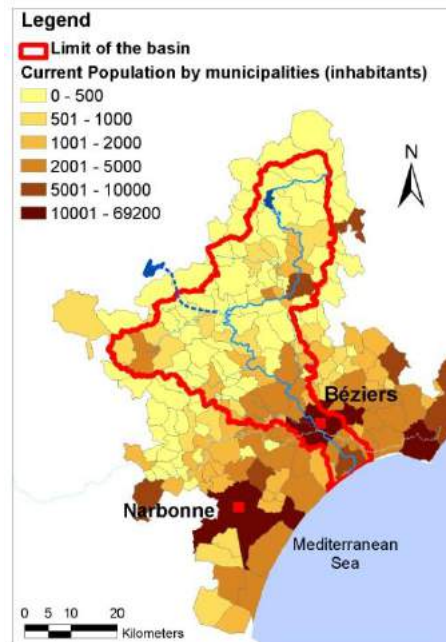 Legend
Limit of the basin
Current Population by municipalities (inhabitants)
0 - 500
501 - 1000
1001 - 2000
2001 - 5000
5001 - 10000
10001 - 69200
N
Béziers
Narbonne
Mediterranean
Sea
0 5 10 20
Kilometers